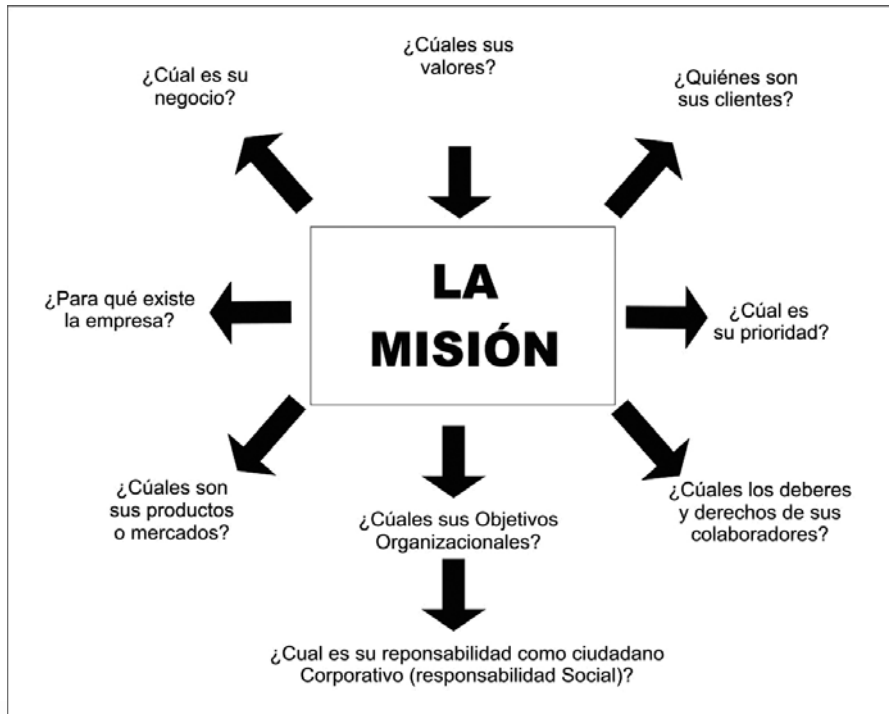 ¿Cúales sus
valores?
¿Cúal es su
negocio?
¿Quiénes son
sus clientes?
LA
MISIÓN
¿Para qué existe
la empresa?
¿Cúal es
su prioridad?
¿Cúales son
sus productos
o mercados?
¿Cúales sus Objetivos
Organizacionales?
¿Cúales los deberes
y derechos de sus
colaboradores?
¿Cual es su reponsabilidad como ciudadano
Corporativo (responsabilidad Social)?